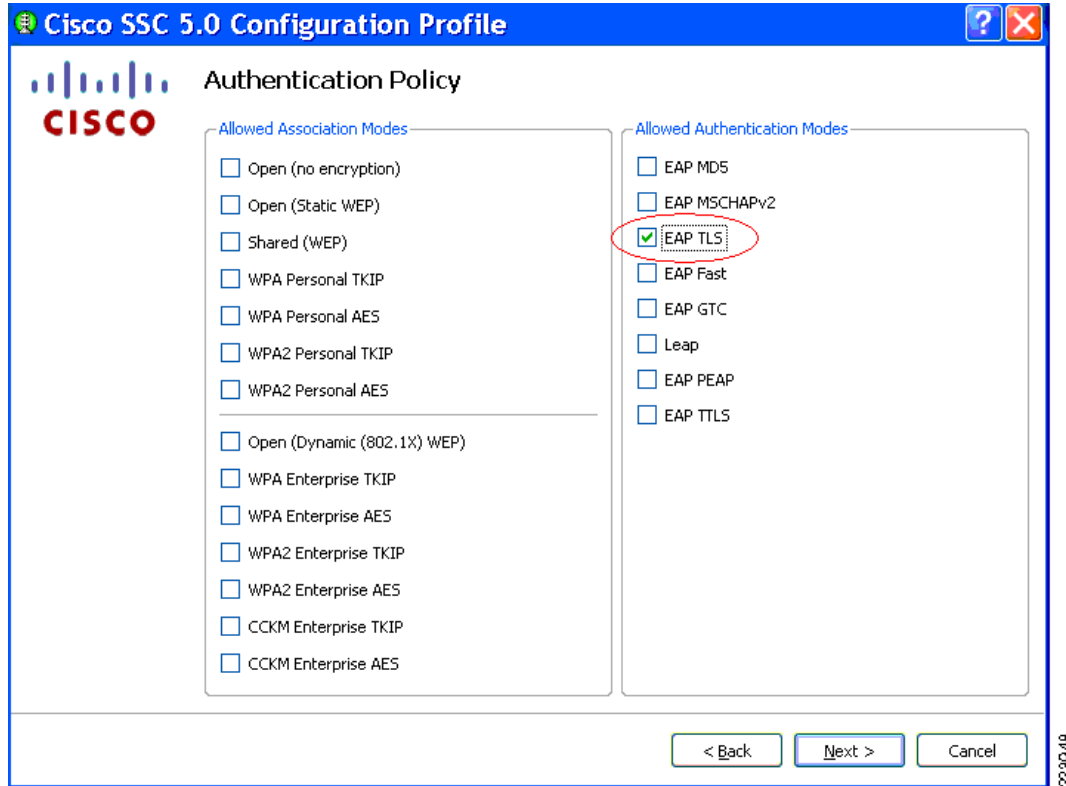 Cisco SSC 5.0 Configuration Profile
CISCO
Authentication Policy
Allowed Association Modes
Open (no encryption)
Open (Static WEP)
Shared (WEP)
WPA Personal TKIP
WPA Personal AES
WPA2 Personal TKIP
WPA2 Personal AES
Open (Dynamic (802.1X) WEP)
WPA Enterprise TKIP
WPA Enterprise AES
WPA2 Enterprise TKIP
WPA2 Enterprise AES
CCKM Enterprise TKIP
CCKM Enterprise AES
Allowed Authentication Modes
EAP MD5
EAP MSCHAPv2
EAP TLS
EAP Fast
EAP GTC
Leap
EAP PEAP
EAP TTLS
< Back
Next >
Cancel